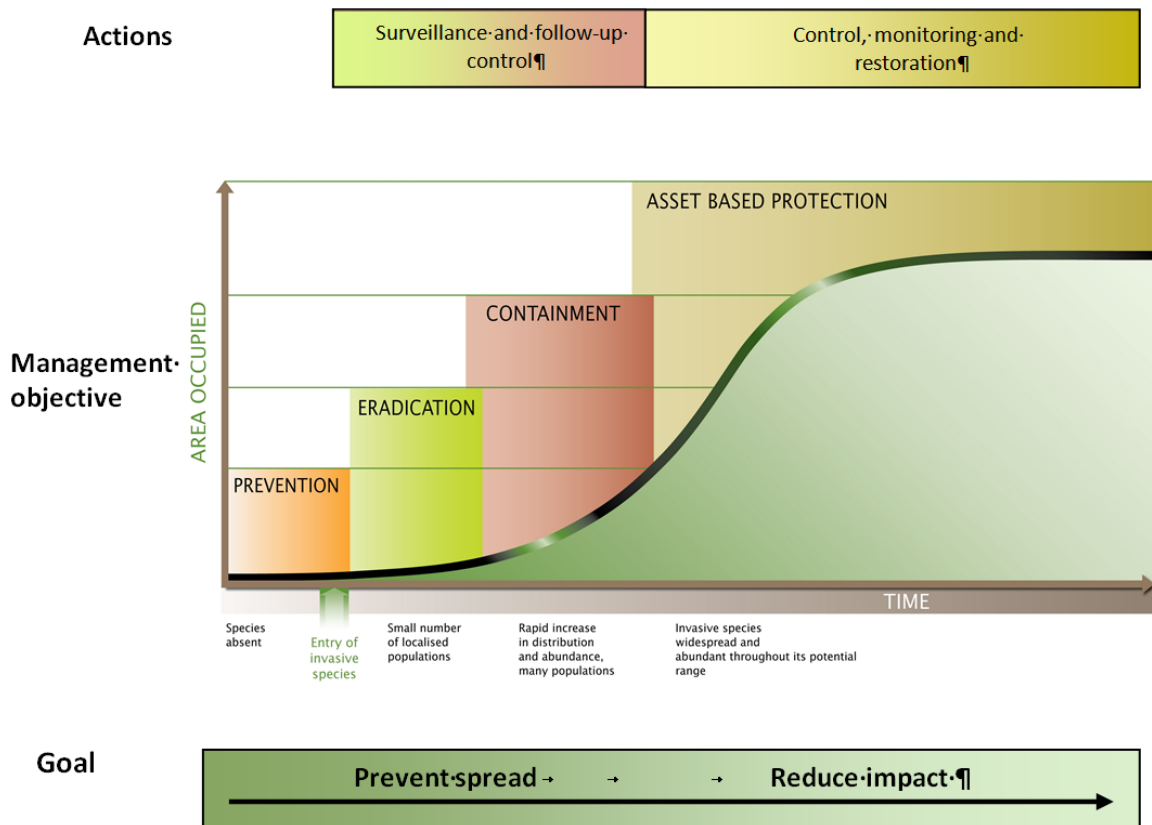 Actions
Surveillance·and·follow-up·
control¶
Control,·monitoring·and·
restoration¶
Management·
objective
AREA OCCUPIED
ASSET BASED PROTECTION
CONTAINMENT
ERADICATION
PREVENTION
TIME
Species
absent
Entry of
invasive
species
Small number
of localised
populations
Rapid increase
in distribution
and abundance,
many populations
Invasive species
widespread and
abundant throughout its potential
range
Goal
Prevent·spread→ → → Reduce·impact·¶